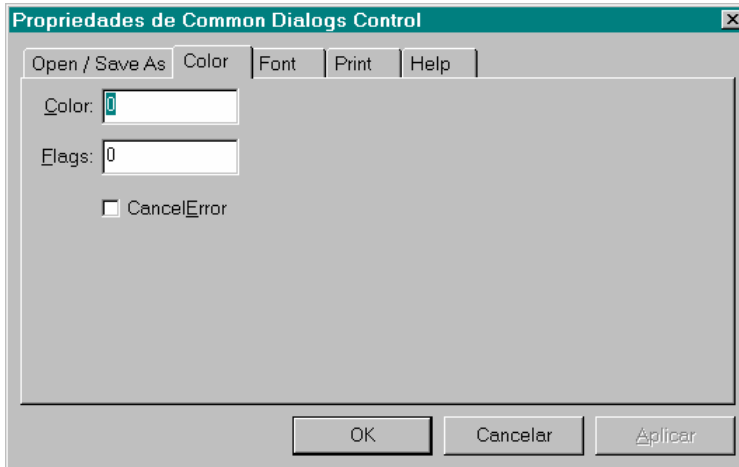 Propriedades de Common Dialogs Control
Open / Save As Color Font Print Help
Color: 0
Flags: 0
CancelError
OK Cancelar Aplicar